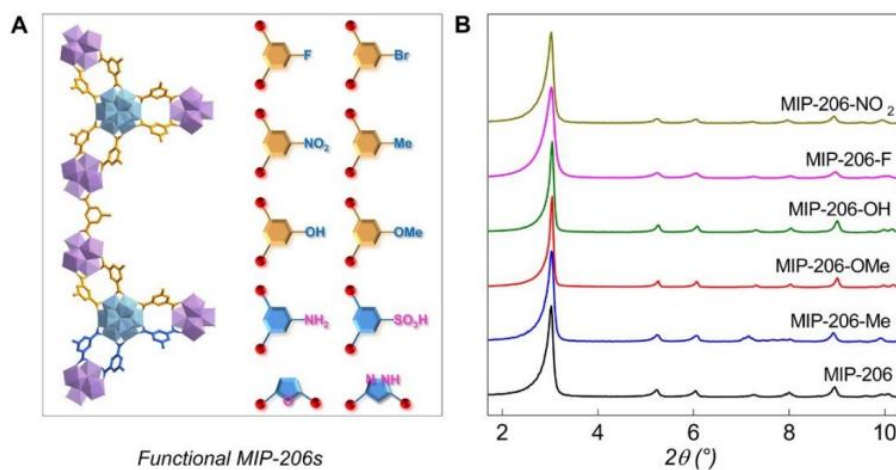 A
F
Br
NO₂
Me
OH
OMe
NH₂
SO₃H
O
N NH
Functional MIP-206s
B
MIP-206-NO₂
MIP-206-F
MIP-206-OH
MIP-206-OMe
MIP-206-Me
MIP-206
2 4 6 8 10
2θ (°)